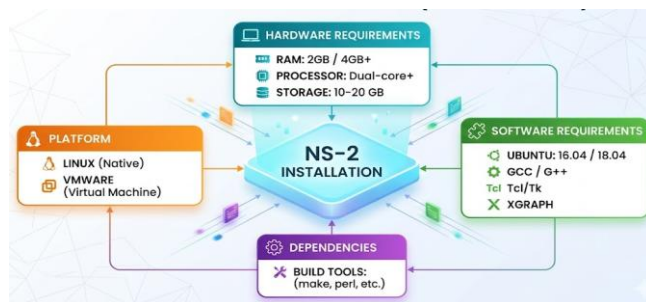 HARDWARE REQUIREMENTS
RAM: 2GB / 4GB+
PROCESSOR: Dual-core+
STORAGE: 10-20 GB
PLATFORM
LINUX (Native)
VMWARE
(Virtual Machine)
NS-2
INSTALLATION
SOFTWARE REQUIREMENTS
UBUNTU: 16.04 / 18.04
GCC / G++
Tcl Tcl/Tk
XGRAPH
DEPENDENCIES
BUILD TOOLS:
(make, perl, etc.)